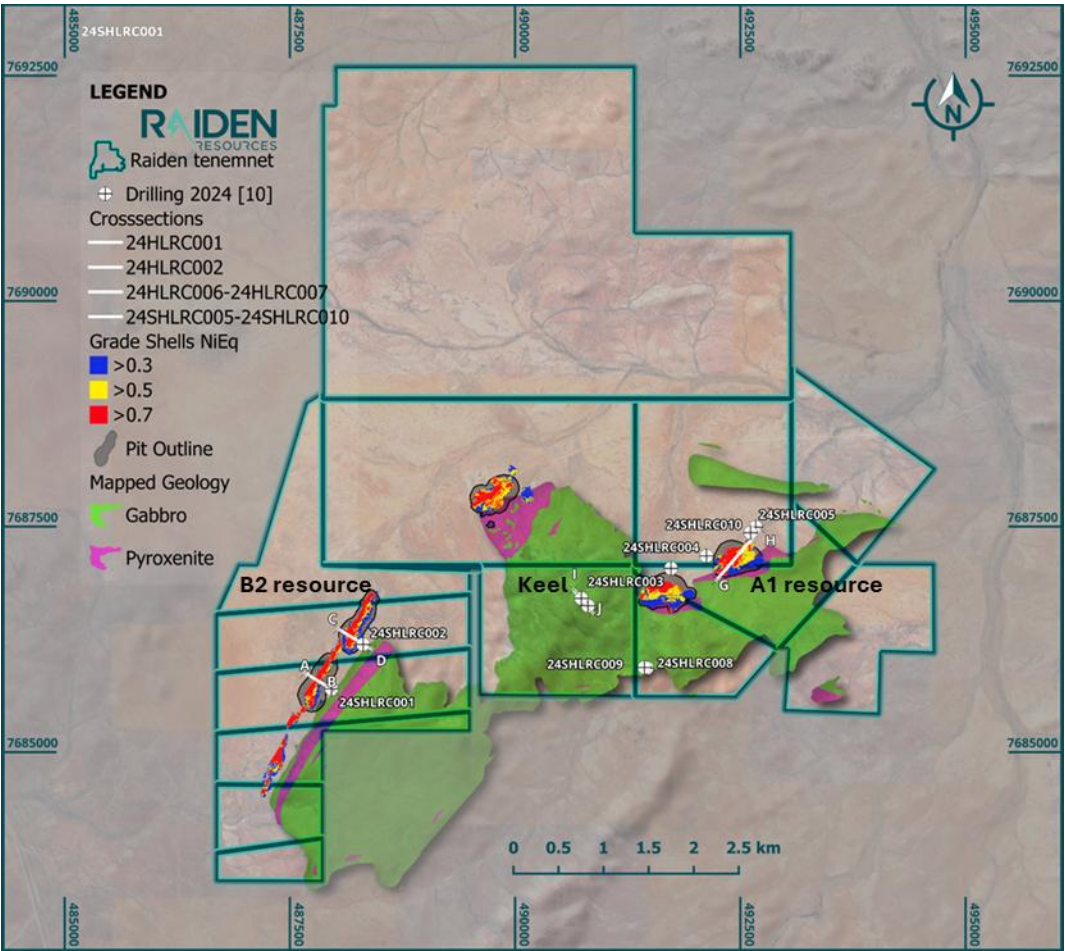 485000
487500
490000
492500
495000
24SHLRC001
7692500
7692500
LEGEND
RAIDEN
RESOURCES
Raiden tenemnet
Drilling 2024 [10]
Crosssections
24HLRC001
24HLRC002
24HLRC006-24HLRC007
24SHLRC005-24SHLRC010
Grade Shells NiEq
>0.3
>0.5
>0.7
Pit Outline
Mapped Geology
Gabbro
Pyroxenite
N
7690000
7690000
7687500
7687500
24SHLRC010
24SHLRC005
H
24SHLRC004
G
B2 resource
Keel
I
J
24SHLRC003
A1 resource
C
24SHLRC002
D
A
B
24SHLRC001
24SHLRC009
24SHLRC008
7685000
7685000
0 0.5 1 1.5 2 2.5 km
485000
487500
490000
492500
495000